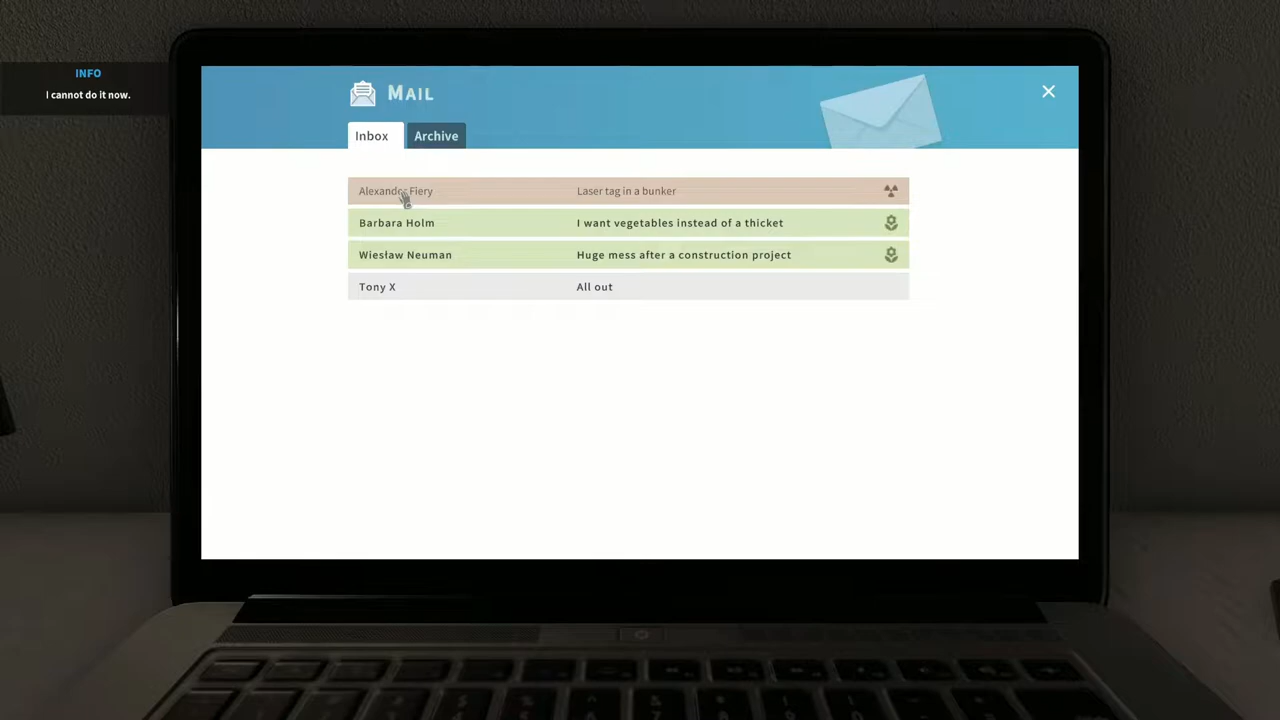 INFO
I cannot do it now.
MAIL
Inbox Archive
Alexander Fiery Laser tag in a bunker
Barbara Holm I want vegetables instead of a thicket
Wiesław Neuman Huge mess after a construction project
Tony X All out